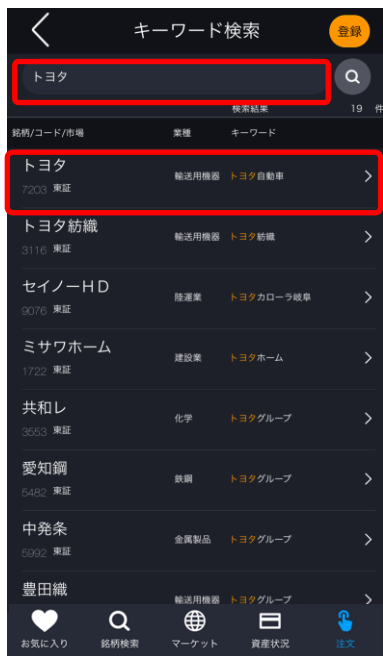 キーワード検索
登録
トヨタ
検索結果 19 件
銘柄/コード/市場 業種 キーワード
トヨタ
輸送用機器 トヨタ自動車
7203 東証
トヨタ紡織
輸送用機器 トヨタ紡織
3116 東証
セイノーHD
陸運業 トヨタカローラ岐阜
9076 東証
ミサワホーム
建設業 トヨタホーム
1722 東証
共和レ
化学 トヨタグループ
3553 東証
愛知鋼
鉄鋼 トヨタグループ
5482 東証
中発条
金属製品 トヨタグループ
5992 東証
豊田織
輸送用機器 トヨタグループ
お気に入り 銘柄検索 マーケット 資産状況 注文